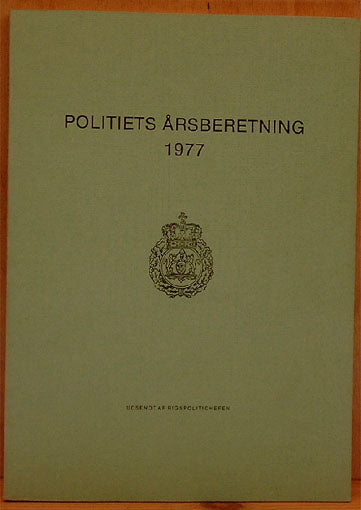 POLITIETS ÅRSBERETNING
1977
UDSENDT AF RIGSPOLITICHEFEN